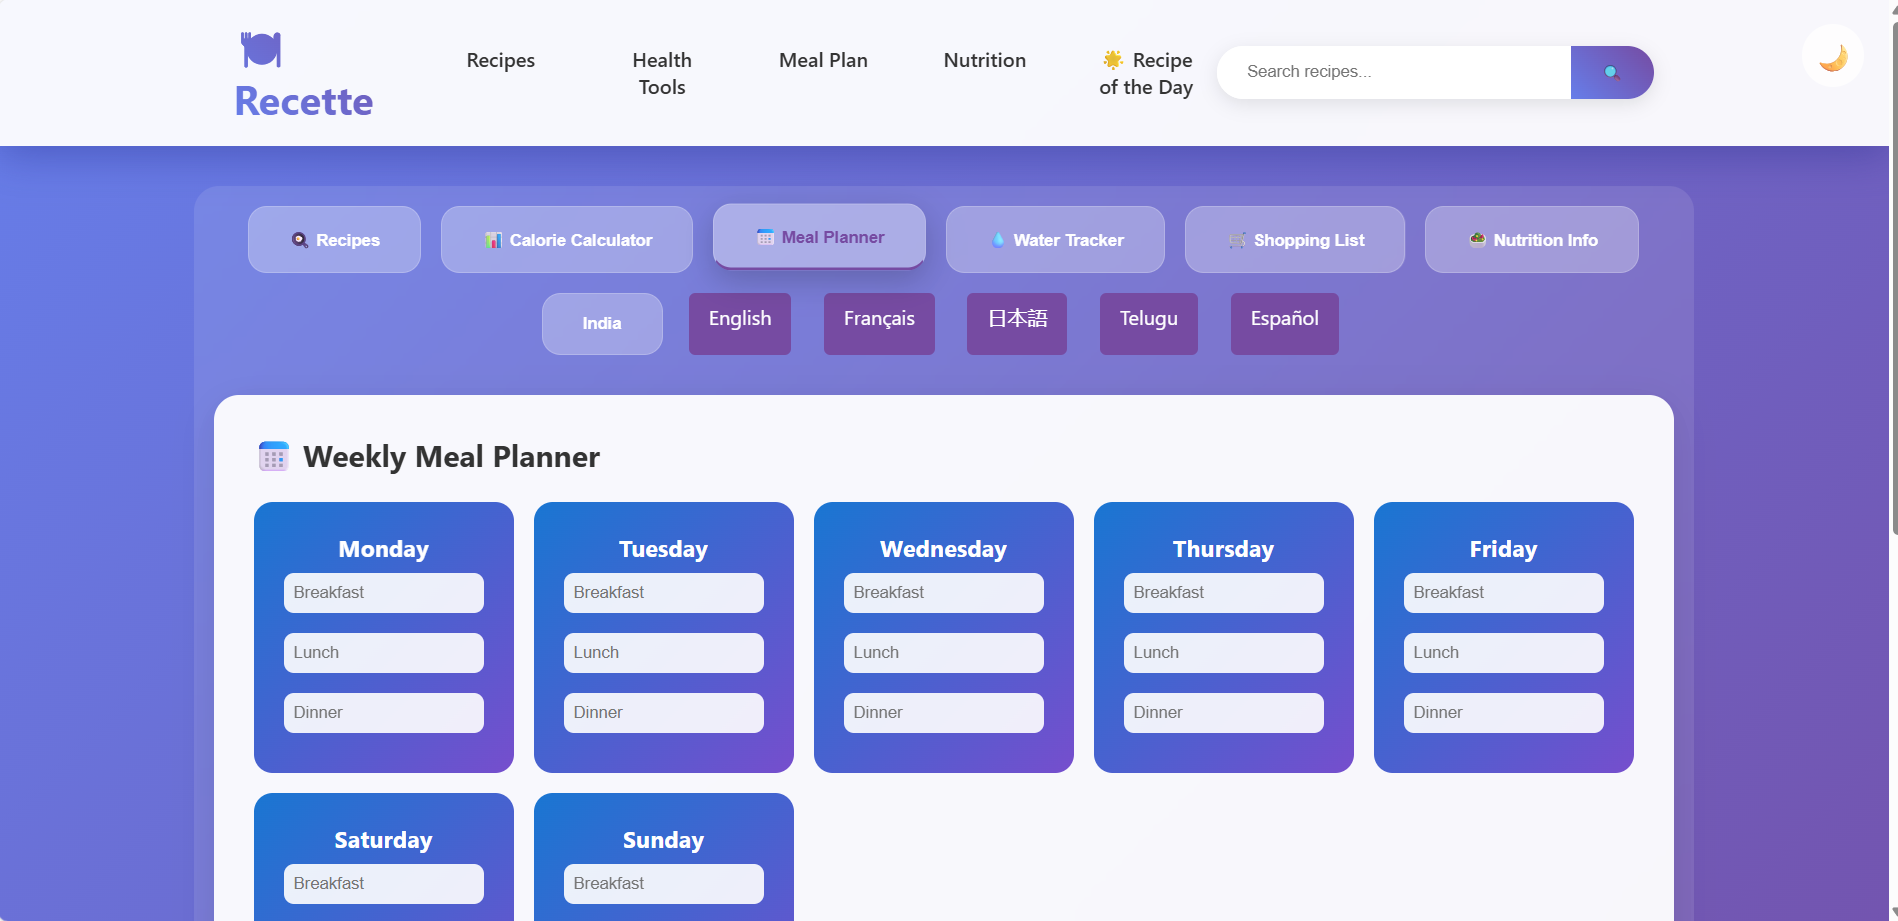 Recette
Recipes
Health
Tools
Meal Plan
Nutrition
🌟 Recipe
of the Day
Search recipes...
🍳 Recipes
📊 Calorie Calculator
📅 Meal Planner
💧 Water Tracker
🛒 Shopping List
🥗 Nutrition Info
India
English
Français
日本語
Telugu
Español
📅 Weekly Meal Planner
Monday
Breakfast
Lunch
Dinner
Tuesday
Breakfast
Lunch
Dinner
Wednesday
Breakfast
Lunch
Dinner
Thursday
Breakfast
Lunch
Dinner
Friday
Breakfast
Lunch
Dinner
Saturday
Breakfast
Sunday
Breakfast